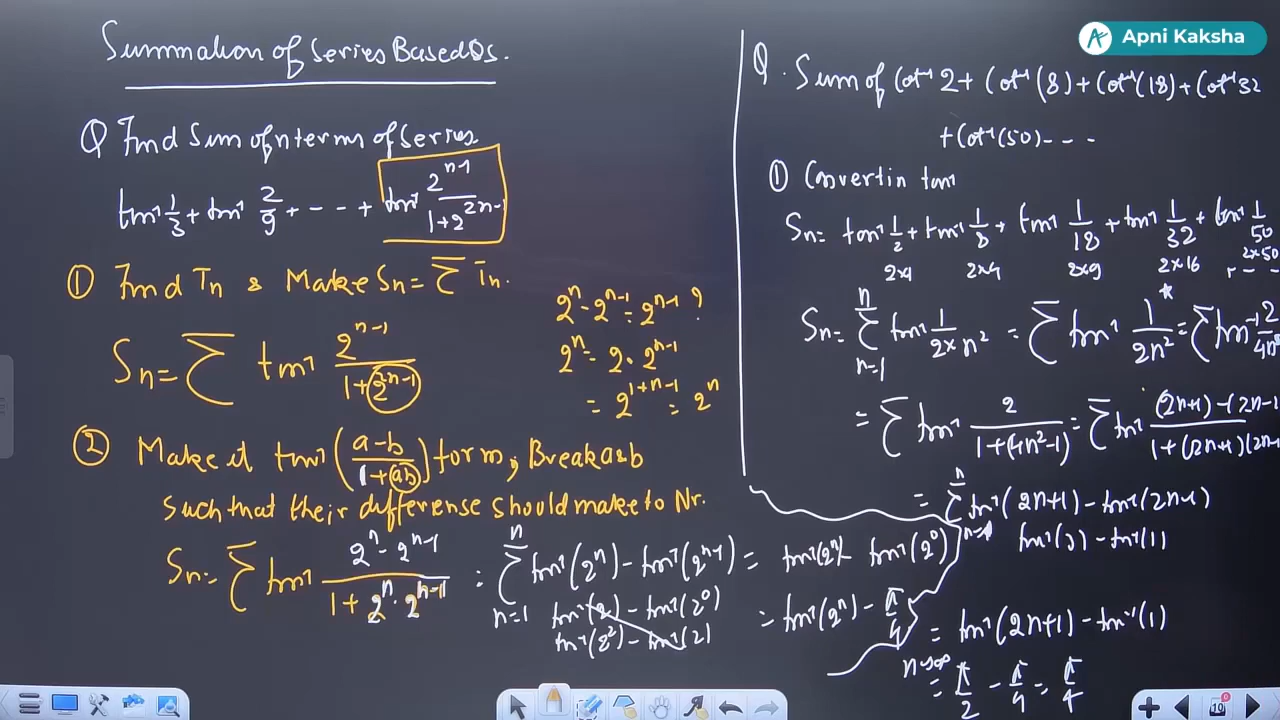 Apni Kaksha
Summation of Series Based Qs.
Q Find Sum of n terms of Series
tan⁻¹ 1/3 + tan⁻¹ 2/9 + - - - + tan⁻¹ 2^(n-1)/(1+2^(2n-1))
① Find Tn & Make Sn = Σ Tn.
Sn = Σ tan⁻¹ 2^(n-1)/(1+2^(2n-1))
2^n - 2^(n-1) = 2^(n-1) ?
2^n = 2 . 2^(n-1)
= 2^(1+n-1) = 2^n
② Make it tan⁻¹ ((a-b)/(1+ab)) form, Break ab
such that their difference should make to Nr.
Sn = Σ tan⁻¹ (2^n - 2^(n-1))/(1 + 2^n . 2^(n-1)) = Σ_(n=1)^n tan⁻¹(2^n) - tan⁻¹(2^(n-1)) = tan⁻¹(2^n) - tan⁻¹(2^0)
tan⁻¹(2) - tan⁻¹(2^0)
tan⁻¹(2^2) - tan⁻¹(2)
= tan⁻¹(2^n) - π/4
Q. Sum of Cot⁻¹ 2 + Cot⁻¹(8) + Cot⁻¹(18) + Cot⁻¹ 32
+ Cot⁻¹(50) - - -
① Convert in tan⁻¹
Sn = tan⁻¹ 1/2 + tan⁻¹ 1/8 + tan⁻¹ 1/18 + tan⁻¹ 1/32 + tan⁻¹ 1/50
2×1 2×4 2×9 2×16 2×50
Sn = Σ_(n=1)^n tan⁻¹ 1/(2×n²) = Σ tan⁻¹ 1/(2n²) = Σ tan⁻¹ 2/(4n²)
= Σ tan⁻¹ 2/(1+(4n²-1)) = Σ tan⁻¹ ((2n+1)-(2n-1)/(1+(2n+1)(2n-1)
= Σ^n tan⁻¹(2n+1) - tan⁻¹(2n-1)
n=1 tan⁻¹(3) - tan⁻¹(1)
= tan⁻¹(2n+1) - tan⁻¹(1)
n→∞
= π/2 - π/4 = π/4
10